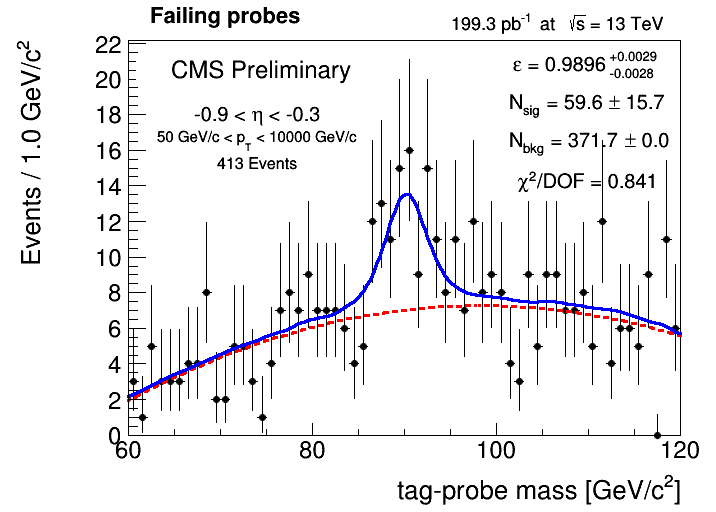 Failing probes
199.3 pb⁻¹ at √s = 13 TeV
CMS Preliminary
-0.9 < η < -0.3
50 GeV/c < p_T < 10000 GeV/c
413 Events
ε = 0.9896 +0.0029 -0.0028
N_sig = 59.6 ± 15.7
N_bkg = 371.7 ± 0.0
χ²/DOF = 0.841
Events / 1.0 GeV/c²
22
20
18
16
14
12
10
8
6
4
2
0
60 80 100 120
tag-probe mass [GeV/c²]